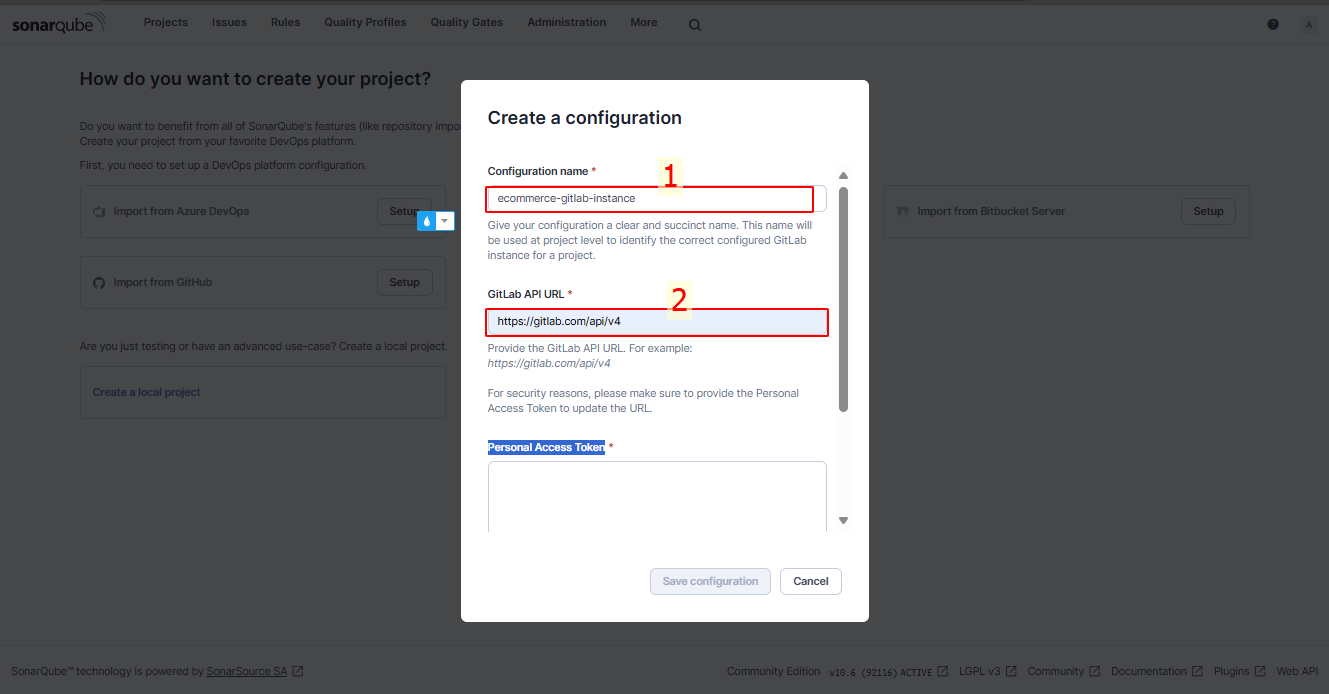 sonarqube Projects Issues Rules Quality Profiles Quality Gates Administration More ? A
How do you want to create your project?
Do you want to benefit from all of SonarQube's features (like repository impo
Create your project from your favorite DevOps platform.
First, you need to set up a DevOps platform configuration.
Import from Azure DevOps Setup
Import from Bitbucket Server Setup
Import from GitHub Setup
Are you just testing or have an advanced use-case? Create a local project.
Create a local project
Create a configuration
Configuration name *
1
ecommerce-gitlab-instance
Give your configuration a clear and succinct name. This name will
be used at project level to identify the correct configured GitLab
instance for a project.
GitLab API URL *
2
https://gitlab.com/api/v4
Provide the GitLab API URL. For example:
https://gitlab.com/api/v4
For security reasons, please make sure to provide the Personal
Access Token to update the URL.
Personal Access Token *
Save configuration Cancel
SonarQube™ technology is powered by SonarSource SA Community Edition v10.6 (92116) ACTIVE LGPL v3 Community Documentation Plugins Web API